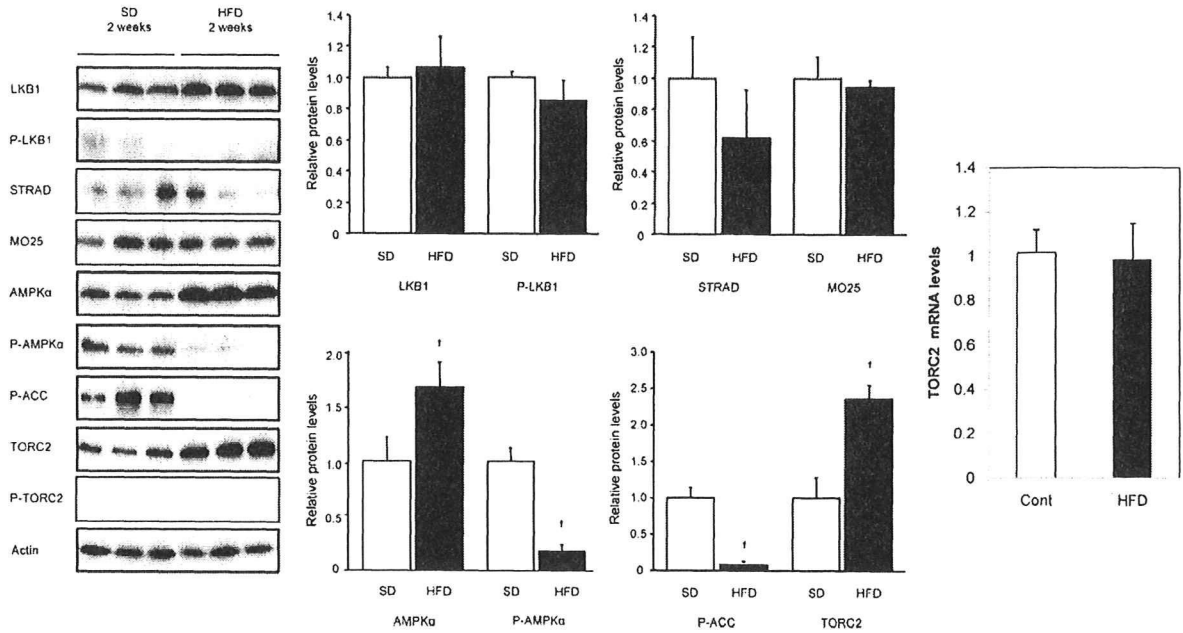 SD
2 weeks
HFD
2 weeks
LKB1
P-LKB1
STRAD
MO25
AMPKα
P-AMPKα
P-ACC
TORC2
P-TORC2
Actin
Relative protein levels
1.4
1.2
1.0
0.8
0.6
0.4
0.2
0
SD HFD SD HFD
LKB1 P-LKB1
Relative protein levels
1.4
1.2
1.0
0.8
0.6
0.4
0.2
0
SD HFD SD HFD
STRAD MO25
Relative protein levels
2.0
1.5
1.0
0.5
0
†
†
SD HFD SD HFD
AMPKα P-AMPKα
Relative protein levels
3.0
2.5
2.0
1.5
1.0
0.5
0
†
†
SD HFD SD HFD
P-ACC TORC2
TORC2 mRNA levels
1.4
1.2
1
0.8
0.6
0.4
0.2
0
Cont HFD